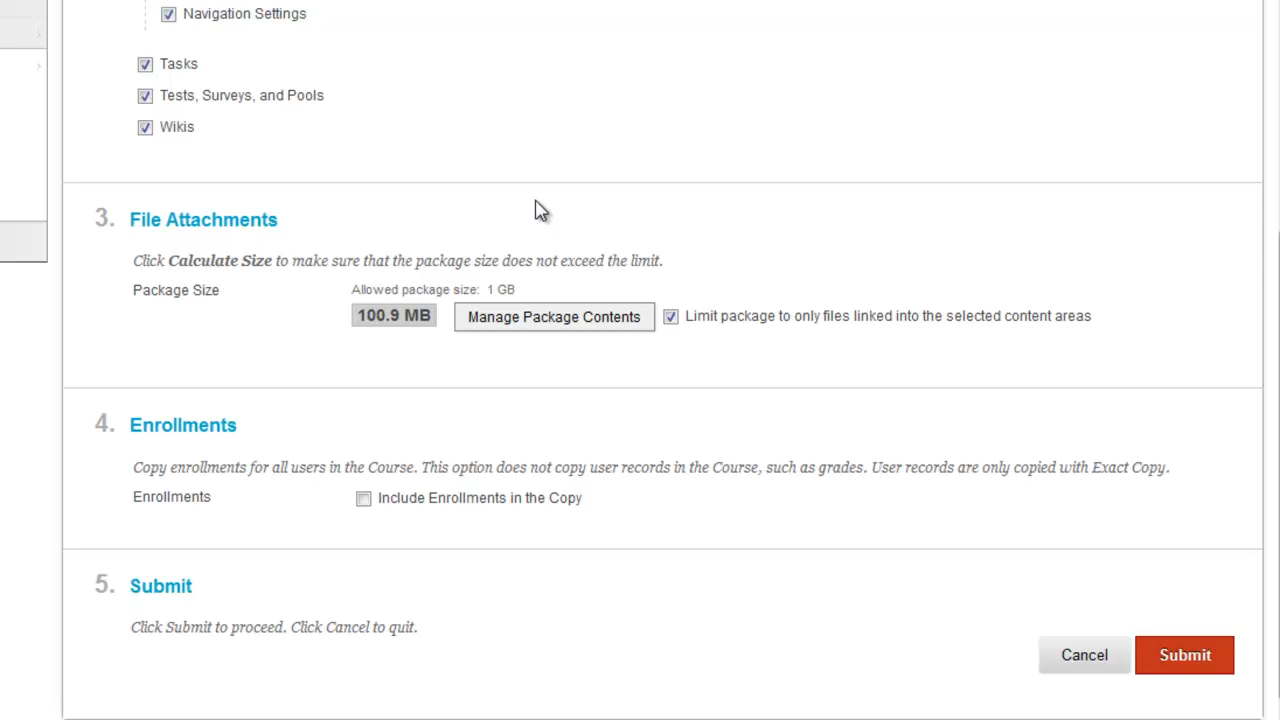 Navigation Settings
Tasks
Tests, Surveys, and Pools
Wikis
3. File Attachments
Click Calculate Size to make sure that the package size does not exceed the limit.
Package Size
Allowed package size: 1 GB
100.9 MB Manage Package Contents Limit package to only files linked into the selected content areas
4. Enrollments
Copy enrollments for all users in the Course. This option does not copy user records in the Course, such as grades. User records are only copied with Exact Copy.
Enrollments Include Enrollments in the Copy
5. Submit
Click Submit to proceed. Click Cancel to quit.
Cancel Submit